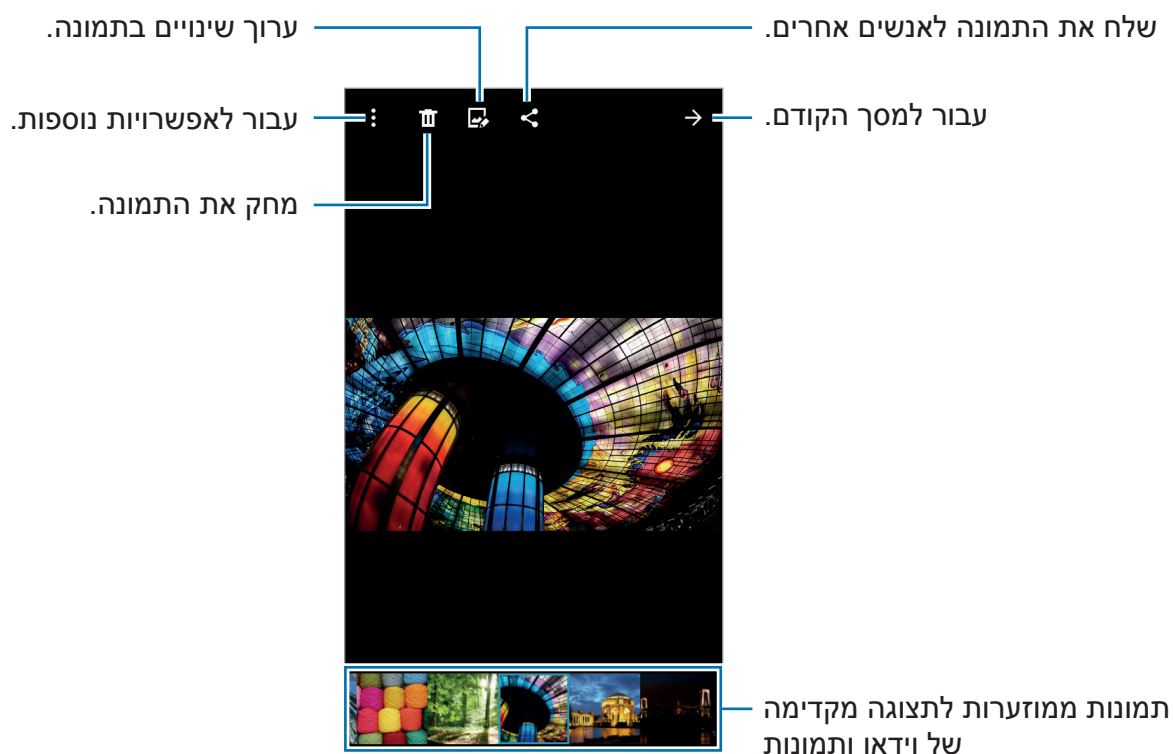 שלח את התמונה לאנשים אחרים.
ערוך שינויים בתמונה.
עבור למסך הקודם.
עבור לאפשרויות נוספות.
מחק את התמונה.
תמונות ממוזערות לתצוגה מקדימה
של וידאו ותמונות